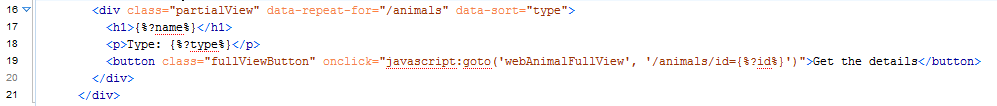 16 <div class="partialView" data-repeat-for="/animals" data-sort="type">
17 <h1>{%?name%}</h1>
18 <p>Type: {%?type%}</p>
19 <button class="fullViewButton" onclick="javascript:goto('webAnimalFullView', '/animals/id={%?id%}')">Get the details</button>
20 </div>
21 </div>